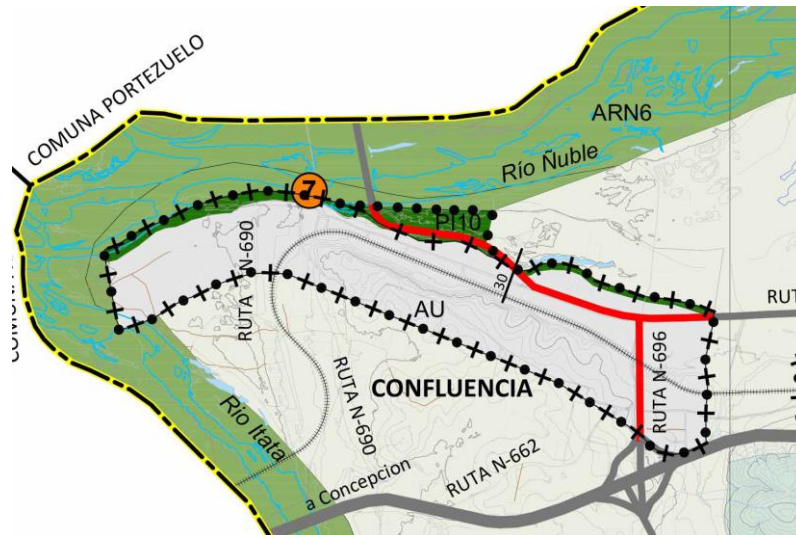 COMUNA PORTEZUELO
ARN6
Río Ñuble
7
PI10
RUTA N-690
30
AU
RUT
RUTA N-696
CONFLUENCIA
RUTA N-690
Rio Itata
RUTA N-662
a Concepcion